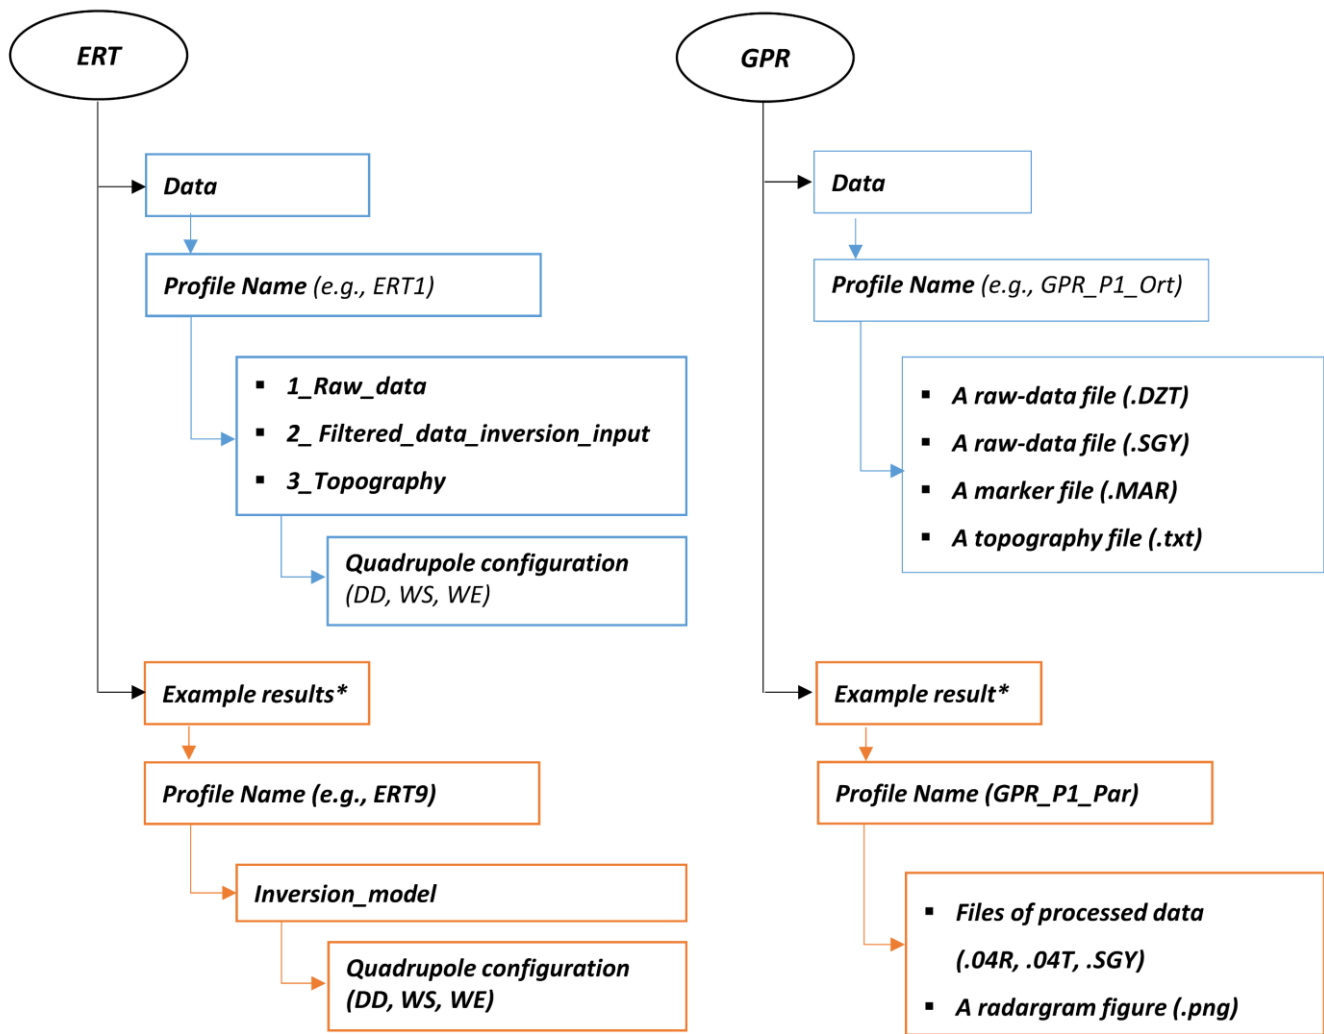 ERT
Data
Profile Name (e.g., ERT1)
▪ 1_Raw_data
▪ 2_ Filtered_data_inversion_input
▪ 3_Topography
Quadrupole configuration
(DD, WS, WE)
Example results*
Profile Name (e.g., ERT9)
Inversion_model
Quadrupole configuration
(DD, WS, WE)
GPR
Data
Profile Name (e.g., GPR_P1_Ort)
▪ A raw-data file (.DZT)
▪ A raw-data file (.SGY)
▪ A marker file (.MAR)
▪ A topography file (.txt)
Example result*
Profile Name (GPR_P1_Par)
▪ Files of processed data
(.04R, .04T, .SGY)
▪ A radargram figure (.png)